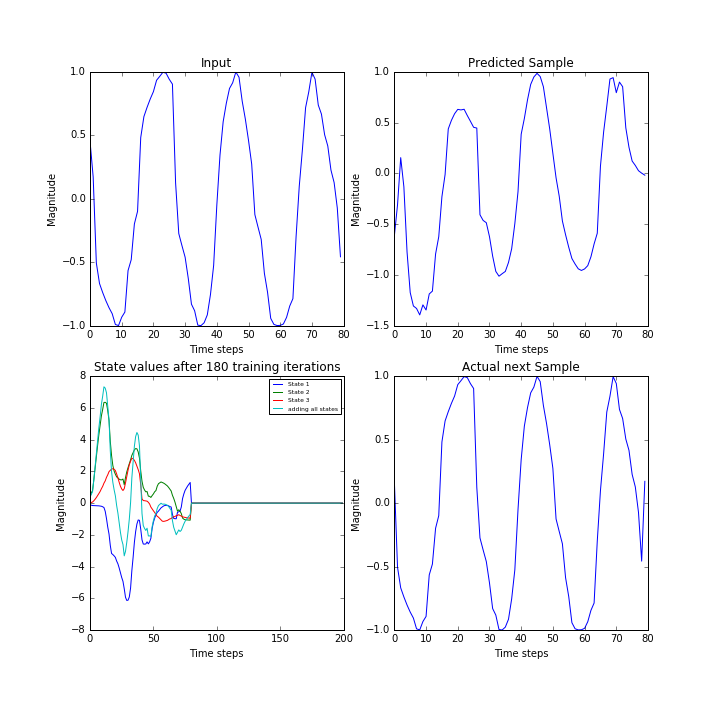 Input
1.0
0.5
0.0
−0.5
−1.0
Magnitude
0 10 20 30 40 50 60 70 80
Time steps
Predicted Sample
1.0
0.5
0.0
−0.5
−1.0
−1.5
Magnitude
0 10 20 30 40 50 60 70 80
Time steps
State values after 180 training iterations
8
6
4
2
0
−2
−4
−6
−8
Magnitude
State 1
State 2
State 3
adding all states
0 50 100 150 200
Time steps
Actual next Sample
1.0
0.5
0.0
−0.5
−1.0
Magnitude
0 10 20 30 40 50 60 70 80
Time steps